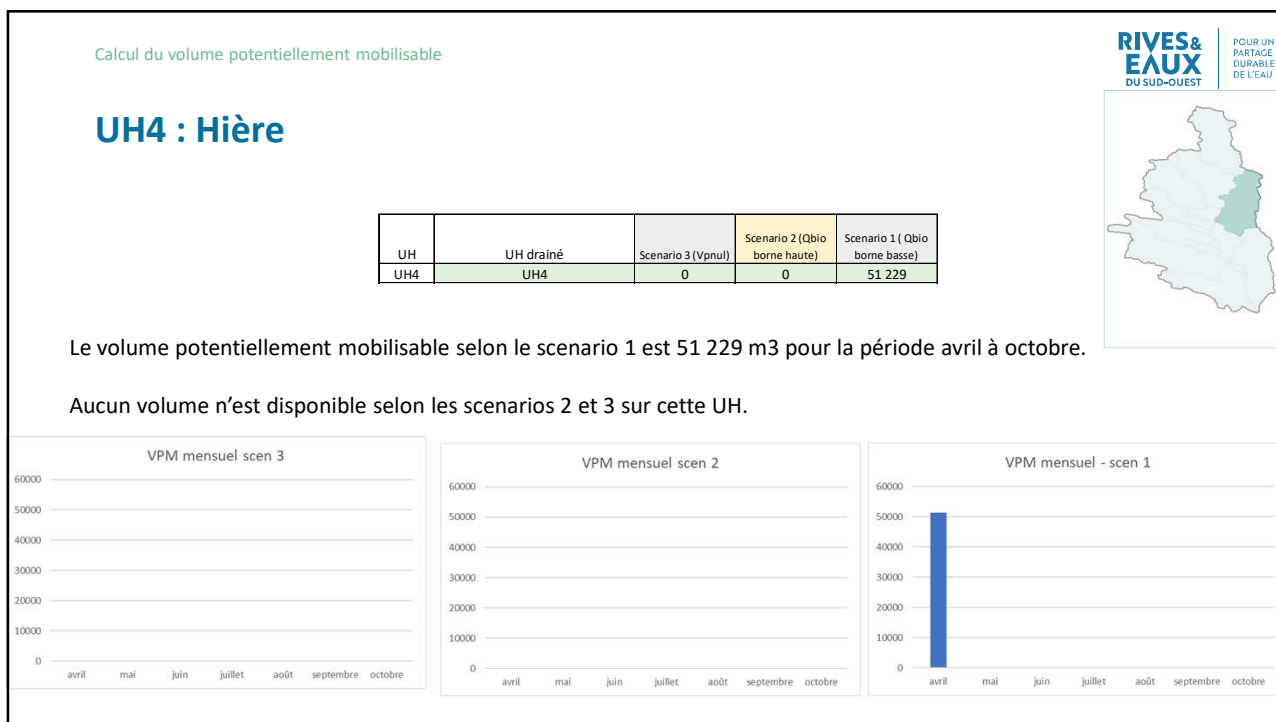 Calcul du volume potentiellement mobilisable
RIVES&
EAUX
DU SUD-OUEST
POUR UN
PARTAGE
DURABLE
DE L'EAU
UH4 : Hière
UH UH drainé Scenario 3 (Vpnul) Scenario 2 (Qbio borne haute) Scenario 1 ( Qbio borne basse)
UH4 UH4 0 0 51 229
Le volume potentiellement mobilisable selon le scenario 1 est 51 229 m3 pour la période avril à octobre.
Aucun volume n'est disponible selon les scenarios 2 et 3 sur cette UH.
VPM mensuel scen 3
60000
50000
40000
30000
20000
10000
0
avril mai juin juillet août septembre octobre
VPM mensuel scen 2
60000
50000
40000
30000
20000
10000
0
avril mai juin juillet août septembre octobre
VPM mensuel - scen 1
60000
50000
40000
30000
20000
10000
0
avril mai juin juillet août septembre octobre